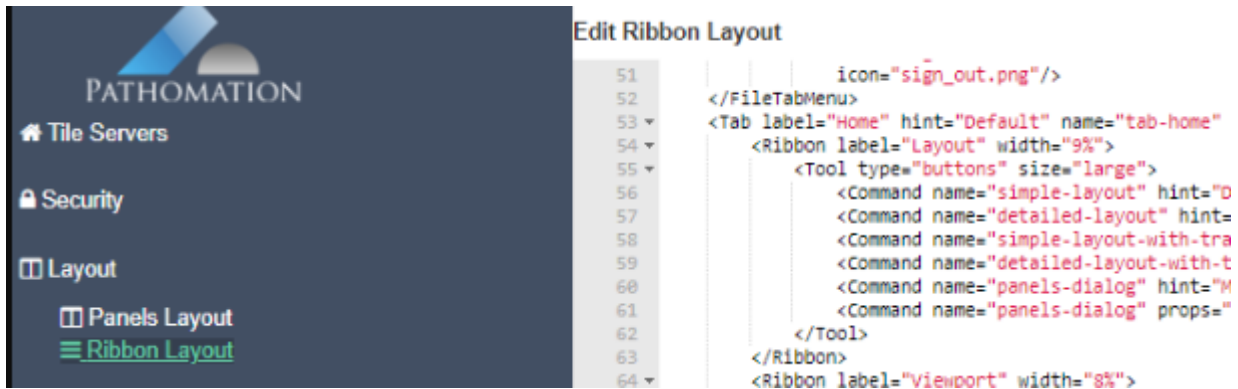 PATHOMATION
Tile Servers
Security
Layout
Panels Layout
Ribbon Layout
Edit Ribbon Layout
51 icon="sign_out.png"/>
52 </FileTabMenu>
53 <Tab label="Home" hint="Default" name="tab-home"
54 <Ribbon label="Layout" width="9%">
55 <Tool type="buttons" size="large">
56 <Command name="simple-layout" hint="D
57 <Command name="detailed-layout" hint=
58 <Command name="simple-layout-with-tra
59 <Command name="detailed-layout-with-t
60 <Command name="panels-dialog" hint="M
61 <Command name="panels-dialog" props="
62 </Tool>
63 </Ribbon>
64 <Ribbon label="Viewport" width="8%">